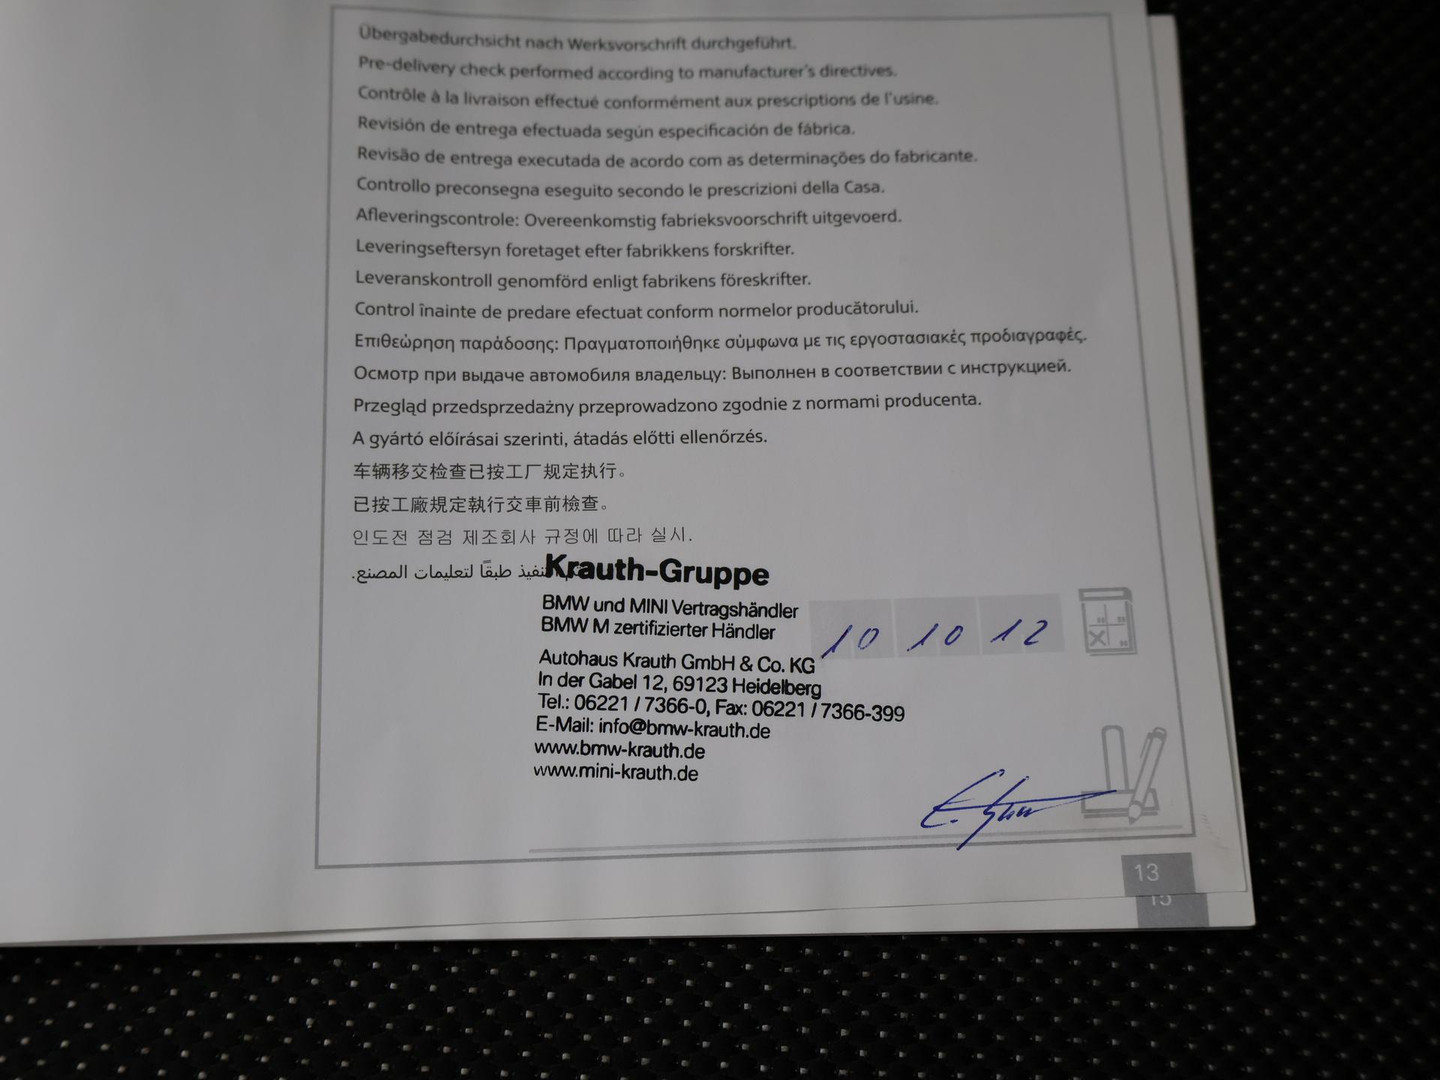 Übergabedurchsicht nach Werksvorschrift durchgeführt.
Pre-delivery check performed according to manufacturer's directives.
Contrôle à la livraison effectué conformément aux prescriptions de l'usine.
Revisión de entrega efectuada según especificación de fábrica.
Revisão de entrega executada de acordo com as determinações do fabricante.
Controllo preconsegna eseguito secondo le prescrizioni della Casa.
Afleveringscontrole: Overeenkomstig fabrieksvoorschrift uitgevoerd.
Leveringseftersyn foretaget efter fabrikkens forskrifter.
Leveranskontroll genomförd enligt fabrikens föreskrifter.
Control înainte de predare efectuat conform normelor producătorului.
Επιθεώρηση παράδοσης: Πραγματοποιήθηκε σύμφωνα με τις εργοστασιακές προδιαγραφές.
Осмотр при выдаче автомобиля владельцу: Выполнен в соответствии с инструкцией.
Przegląd przedsprzedażny przeprowadzono zgodnie z normami producenta.
A gyártó előírásai szerinti, átadás előtti ellenőrzés.
车辆移交检查已按工厂规定执行。
已按工廠規定執行交車前檢查。
인도전 점검 제조회사 규정에 따라 실시.
طبقًا لتعليمات المصنع.
Krauth-Gruppe
BMW und MINI Vertragshändler
BMW M zertifizierter Händler
10 10 12
Autohaus Krauth GmbH & Co. KG
In der Gabel 12, 69123 Heidelberg
Tel.: 06221 / 7366-0, Fax: 06221 / 7366-399
E-Mail: info@bmw-krauth.de
www.bmw-krauth.de
www.mini-krauth.de
13
15